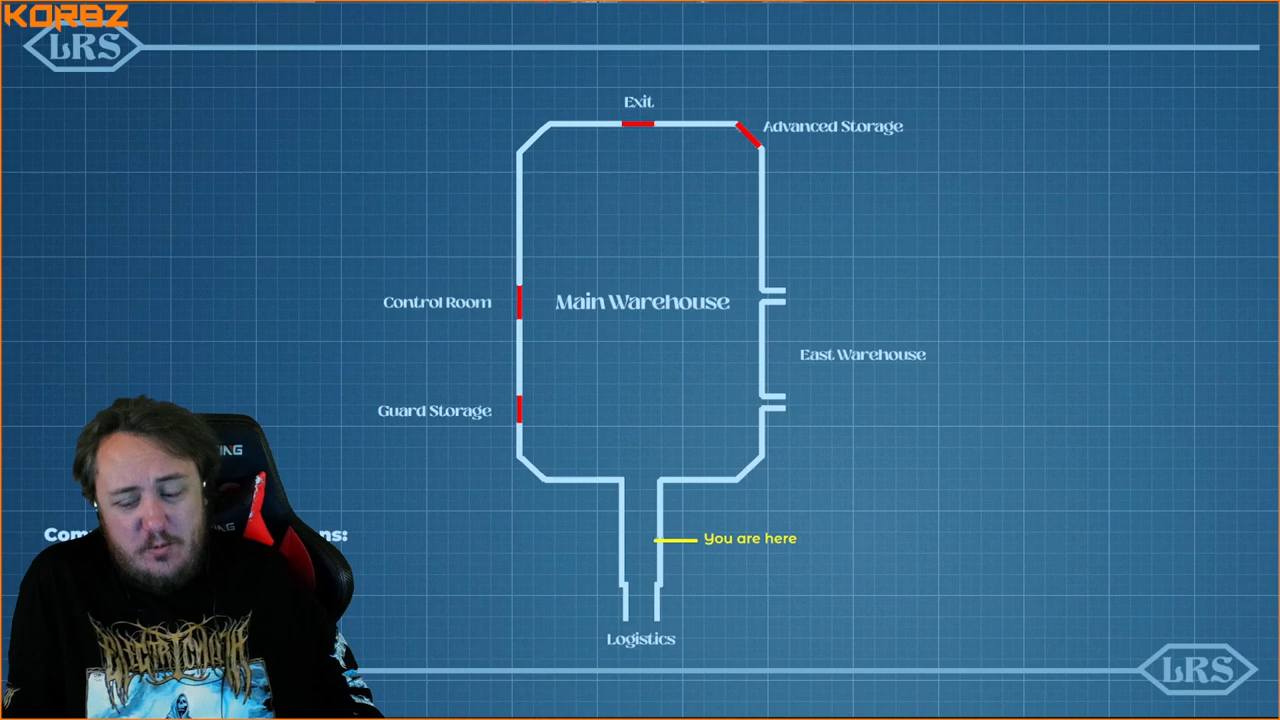 KORBZ
LRS
Exit
Advanced Storage
Control Room
Main Warehouse
East Warehouse
Guard Storage
You are here
Logistics
LRS